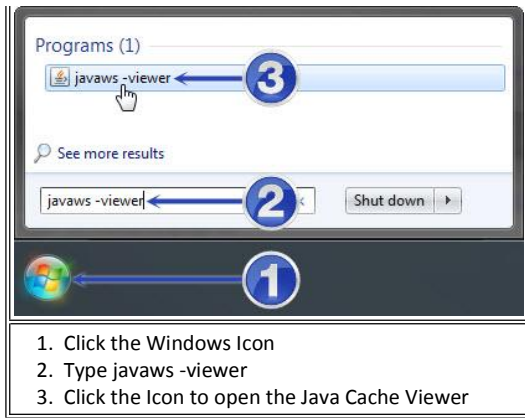 Programs (1)
javaws -viewer
3
See more results
javaws -viewer
2
Shut down
1
1. Click the Windows Icon
2. Type javaws -viewer
3. Click the Icon to open the Java Cache Viewer